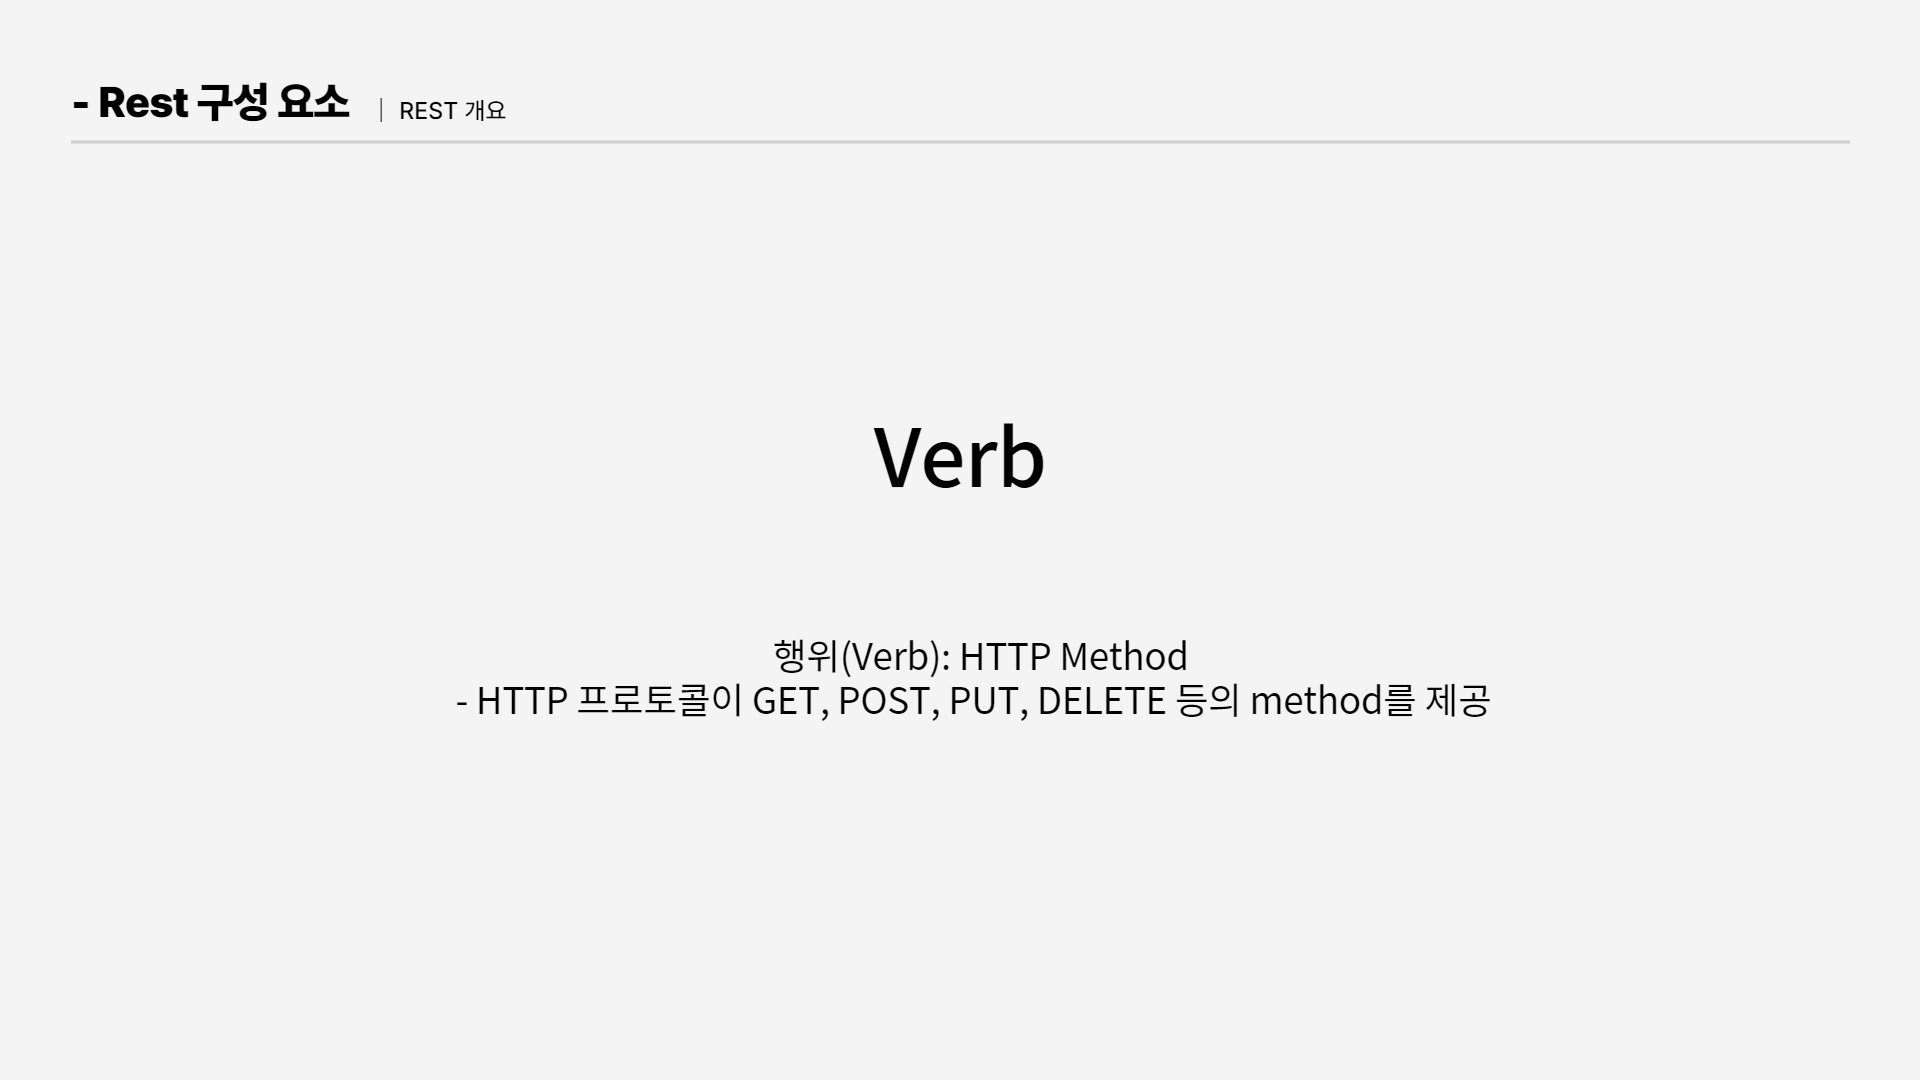 - Rest 구성 요소 | REST 개요
Verb
행위(Verb): HTTP Method
- HTTP 프로토콜이 GET, POST, PUT, DELETE 등의 method를 제공